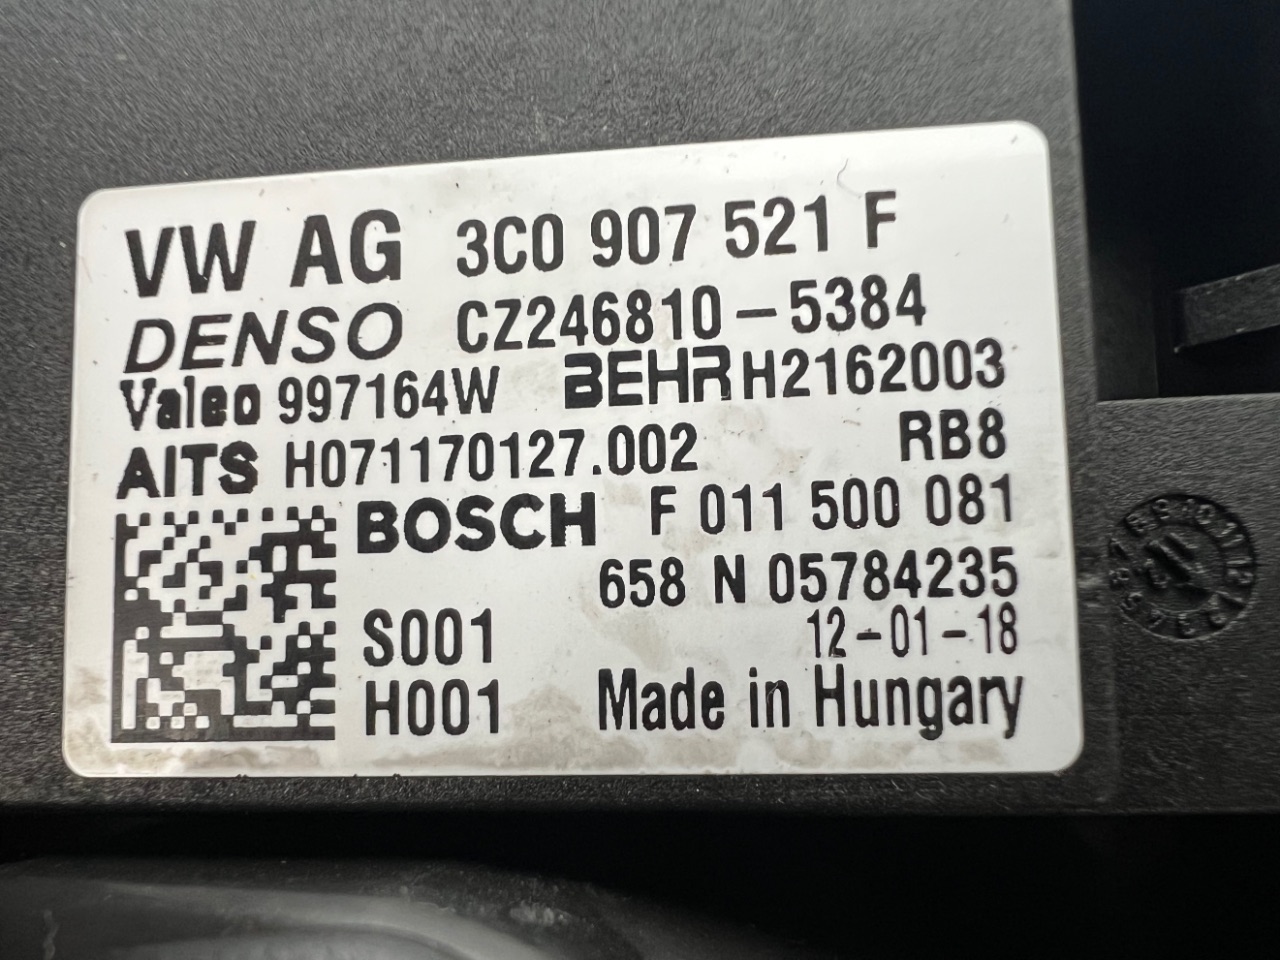 VW AG 3C0 907 521 F
DENSO CZ246810-5384
Valeo 997164W BEHR H2162003
AITS H071170127.002 RB8
BOSCH F 011 500 081
658 N 05784235
S001 12-01-18
H001 Made in Hungary